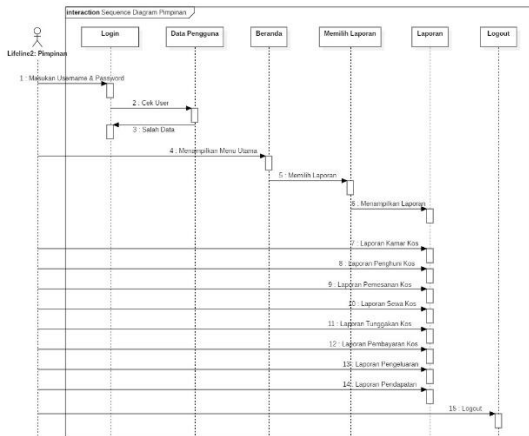 interaction Sequence Diagram Pimpinan
Login
Data Pengguna
Beranda
Memilih Laporan
Laporan
Logout
Lifeline2: Pimpinan
1 : Masukan Username & Password
2 : Cek User
3 : Salah Data
4 : Menampilkan Menu Utama
5 : Memilih Laporan
6 : Menampilkan Laporan
7 : Laporan Kamar Kos
8 : Laporan Penghuni Kos
9 : Laporan Pemesanan Kos
10 : Laporan Sewa Kos
11 : Laporan Tunggakan Kos
12 : Laporan Pembayaran Kos
13 : Laporan Pengeluaran
14 : Laporan Pendapatan
15 : Logout